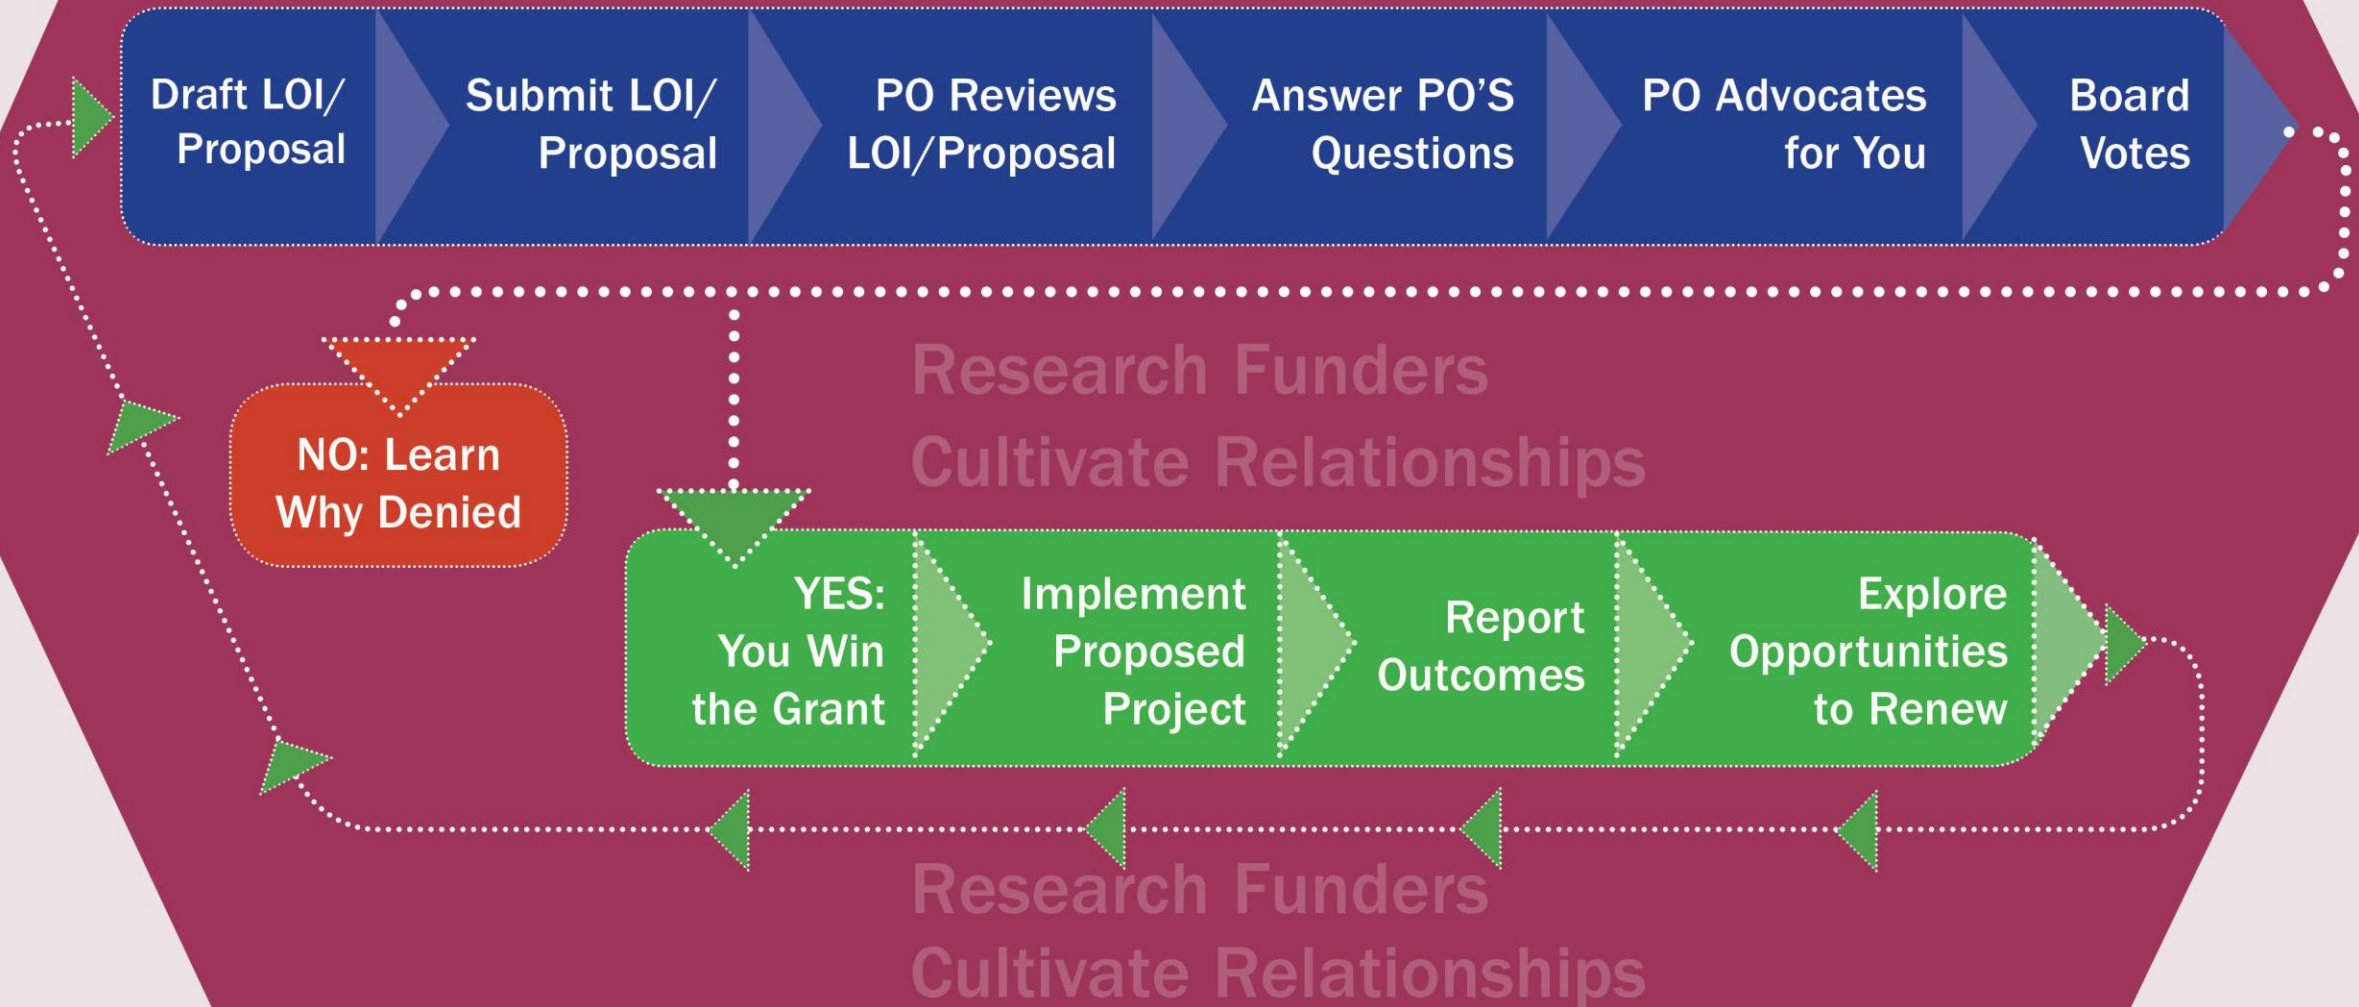 Draft LOI/
Proposal
Submit LOI/
Proposal
PO Reviews
LOI/Proposal
Answer PO'S
Questions
PO Advocates
for You
Board
Votes
Research Funders
Cultivate Relationships
NO: Learn
Why Denied
YES:
You Win
the Grant
Implement
Proposed
Project
Report
Outcomes
Explore
Opportunities
to Renew
Research Funders
Cultivate Relationships